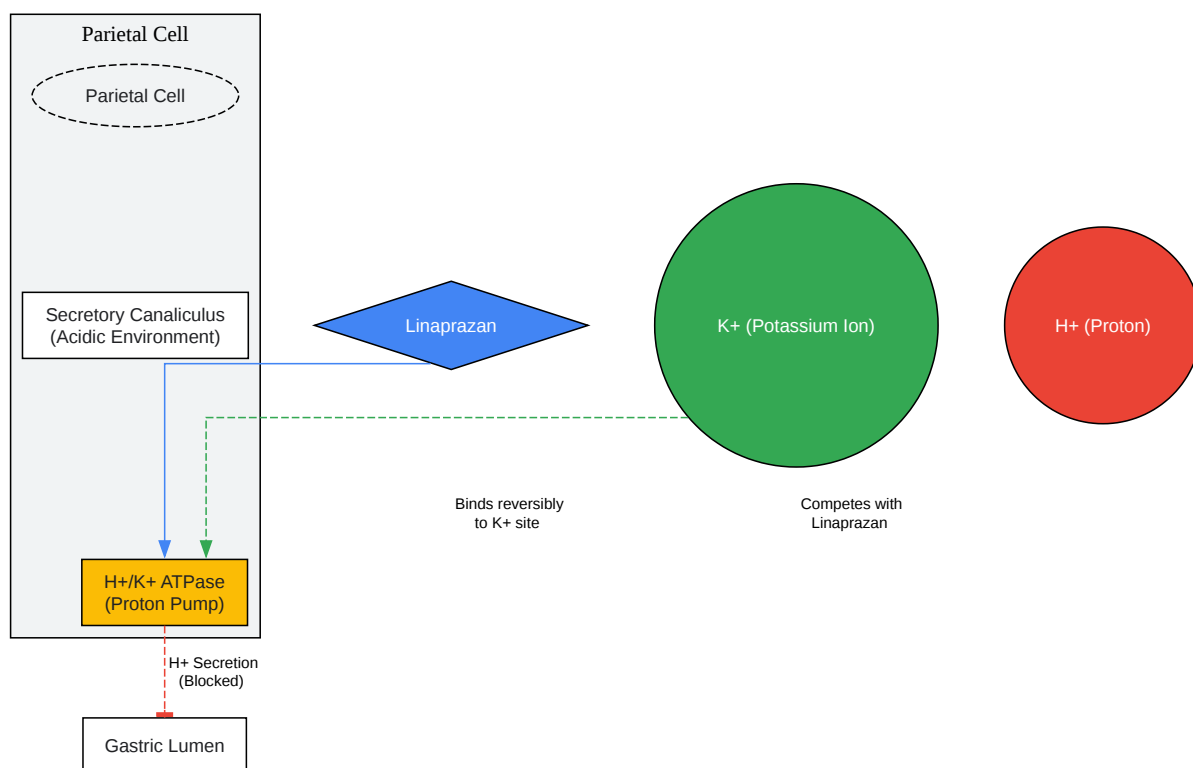 Parietal Cell
Parietal Cell
Secretory Canaliculus
(Acidic Environment)
Linaprazan
K+ (Potassium Ion)
H+ (Proton)
Binds reversibly
to K+ site
Competes with
Linaprazan
H+/K+ ATPase
(Proton Pump)
H+ Secretion
(Blocked)
Gastric Lumen